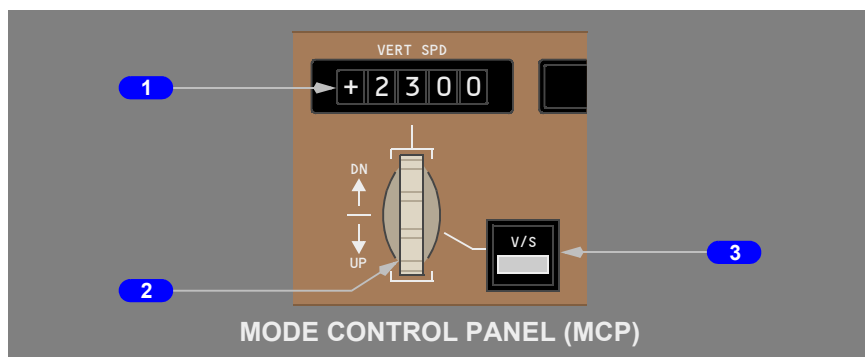 VERT SPD
1
+2300
DN
V/S
3
UP
2
MODE CONTROL PANEL (MCP)